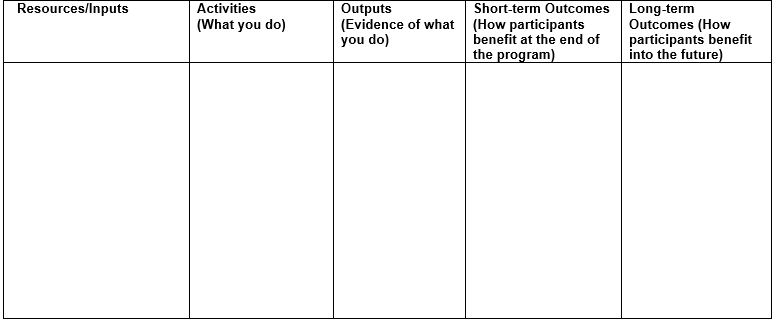 Resources/Inputs
Activities
(What you do)
Outputs
(Evidence of what
you do)
Short-term Outcomes
(How participants
benefit at the end of
the program)
Long-term
Outcomes (How
participants benefit
into the future)